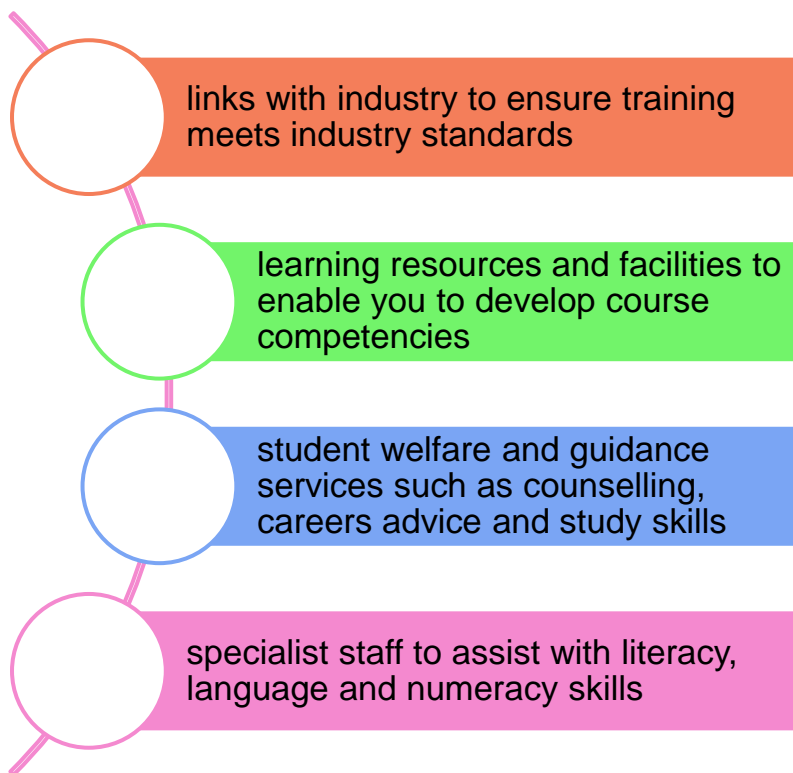 links with industry to ensure training
meets industry standards
learning resources and facilities to
enable you to develop course
competencies
student welfare and guidance
services such as counselling,
careers advice and study skills
specialist staff to assist with literacy,
language and numeracy skills